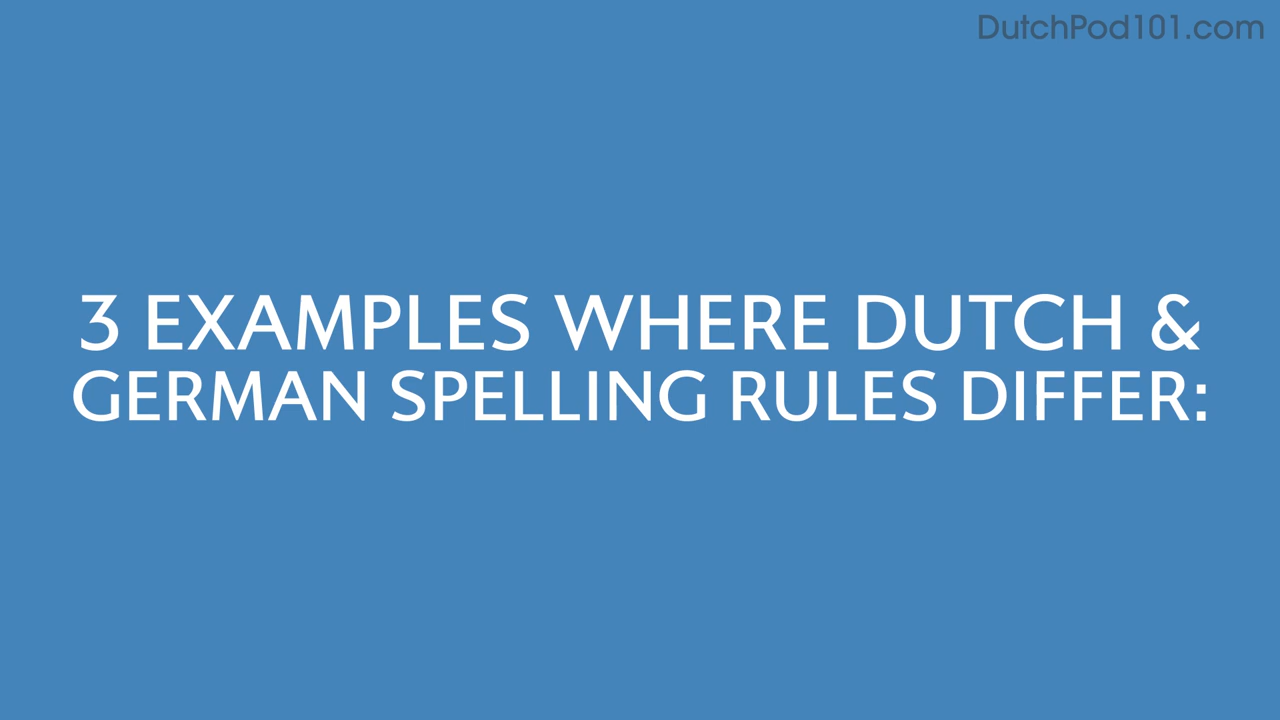 DutchPod101.com
3 EXAMPLES WHERE DUTCH &
GERMAN SPELLING RULES DIFFER: